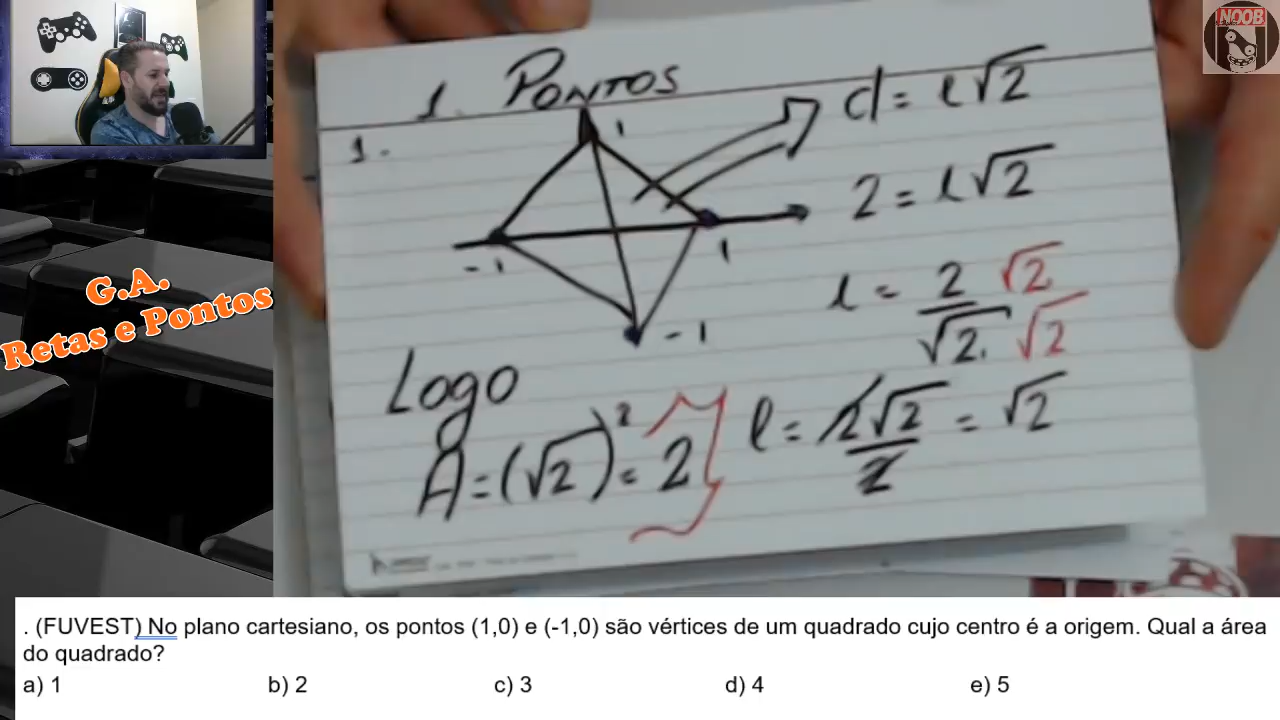 NOOB
1. Pontos
1.
1
-1
1
-1
d = l√2
2 = l√2
l = 2 √2
√2. √2
l = 2√2 = √2
2
Logo
A = (√2)² = 2
G.A.
Retas e Pontos
. (FUVEST) No plano cartesiano, os pontos (1,0) e (-1,0) são vértices de um quadrado cujo centro é a origem. Qual a área
do quadrado?
a) 1 b) 2 c) 3 d) 4 e) 5